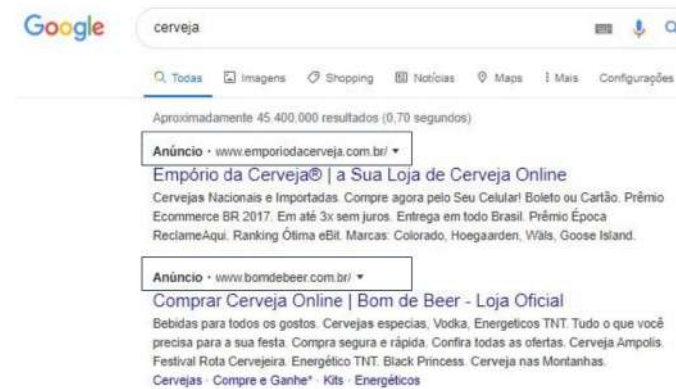 Google
cerveja
Todas Imagens Shopping Notícias Maps Mais Configurações
Aproximadamente 45.400.000 resultados (0,70 segundos)
Anúncio · www.emporiodacerveja.com.br/
Empório da Cerveja® | a Sua Loja de Cerveja Online
Cervejas Nacionais e Importadas. Compre agora pelo Seu Celular! Boleto ou Cartão. Prêmio
Ecommerce BR 2017. Em até 3x sem juros. Entrega em todo Brasil. Prêmio Época
ReclameAqui. Ranking Ótima eBit. Marcas: Colorado, Hoegaarden, Wäls, Goose Island.
Anúncio · www.bomdebeer.com.br/
Comprar Cerveja Online | Bom de Beer - Loja Oficial
Bebidas para todos os gostos. Cervejas especias, Vodka, Energeticos TNT. Tudo o que você
precisa para a sua festa. Compra segura e rápida. Confira todas as ofertas. Cerveja Ampolis.
Festival Rota Cervejeira. Energético TNT. Black Princess. Cerveja nas Montanhas.
Cervejas · Compre e Ganhe* · Kits · Energéticos